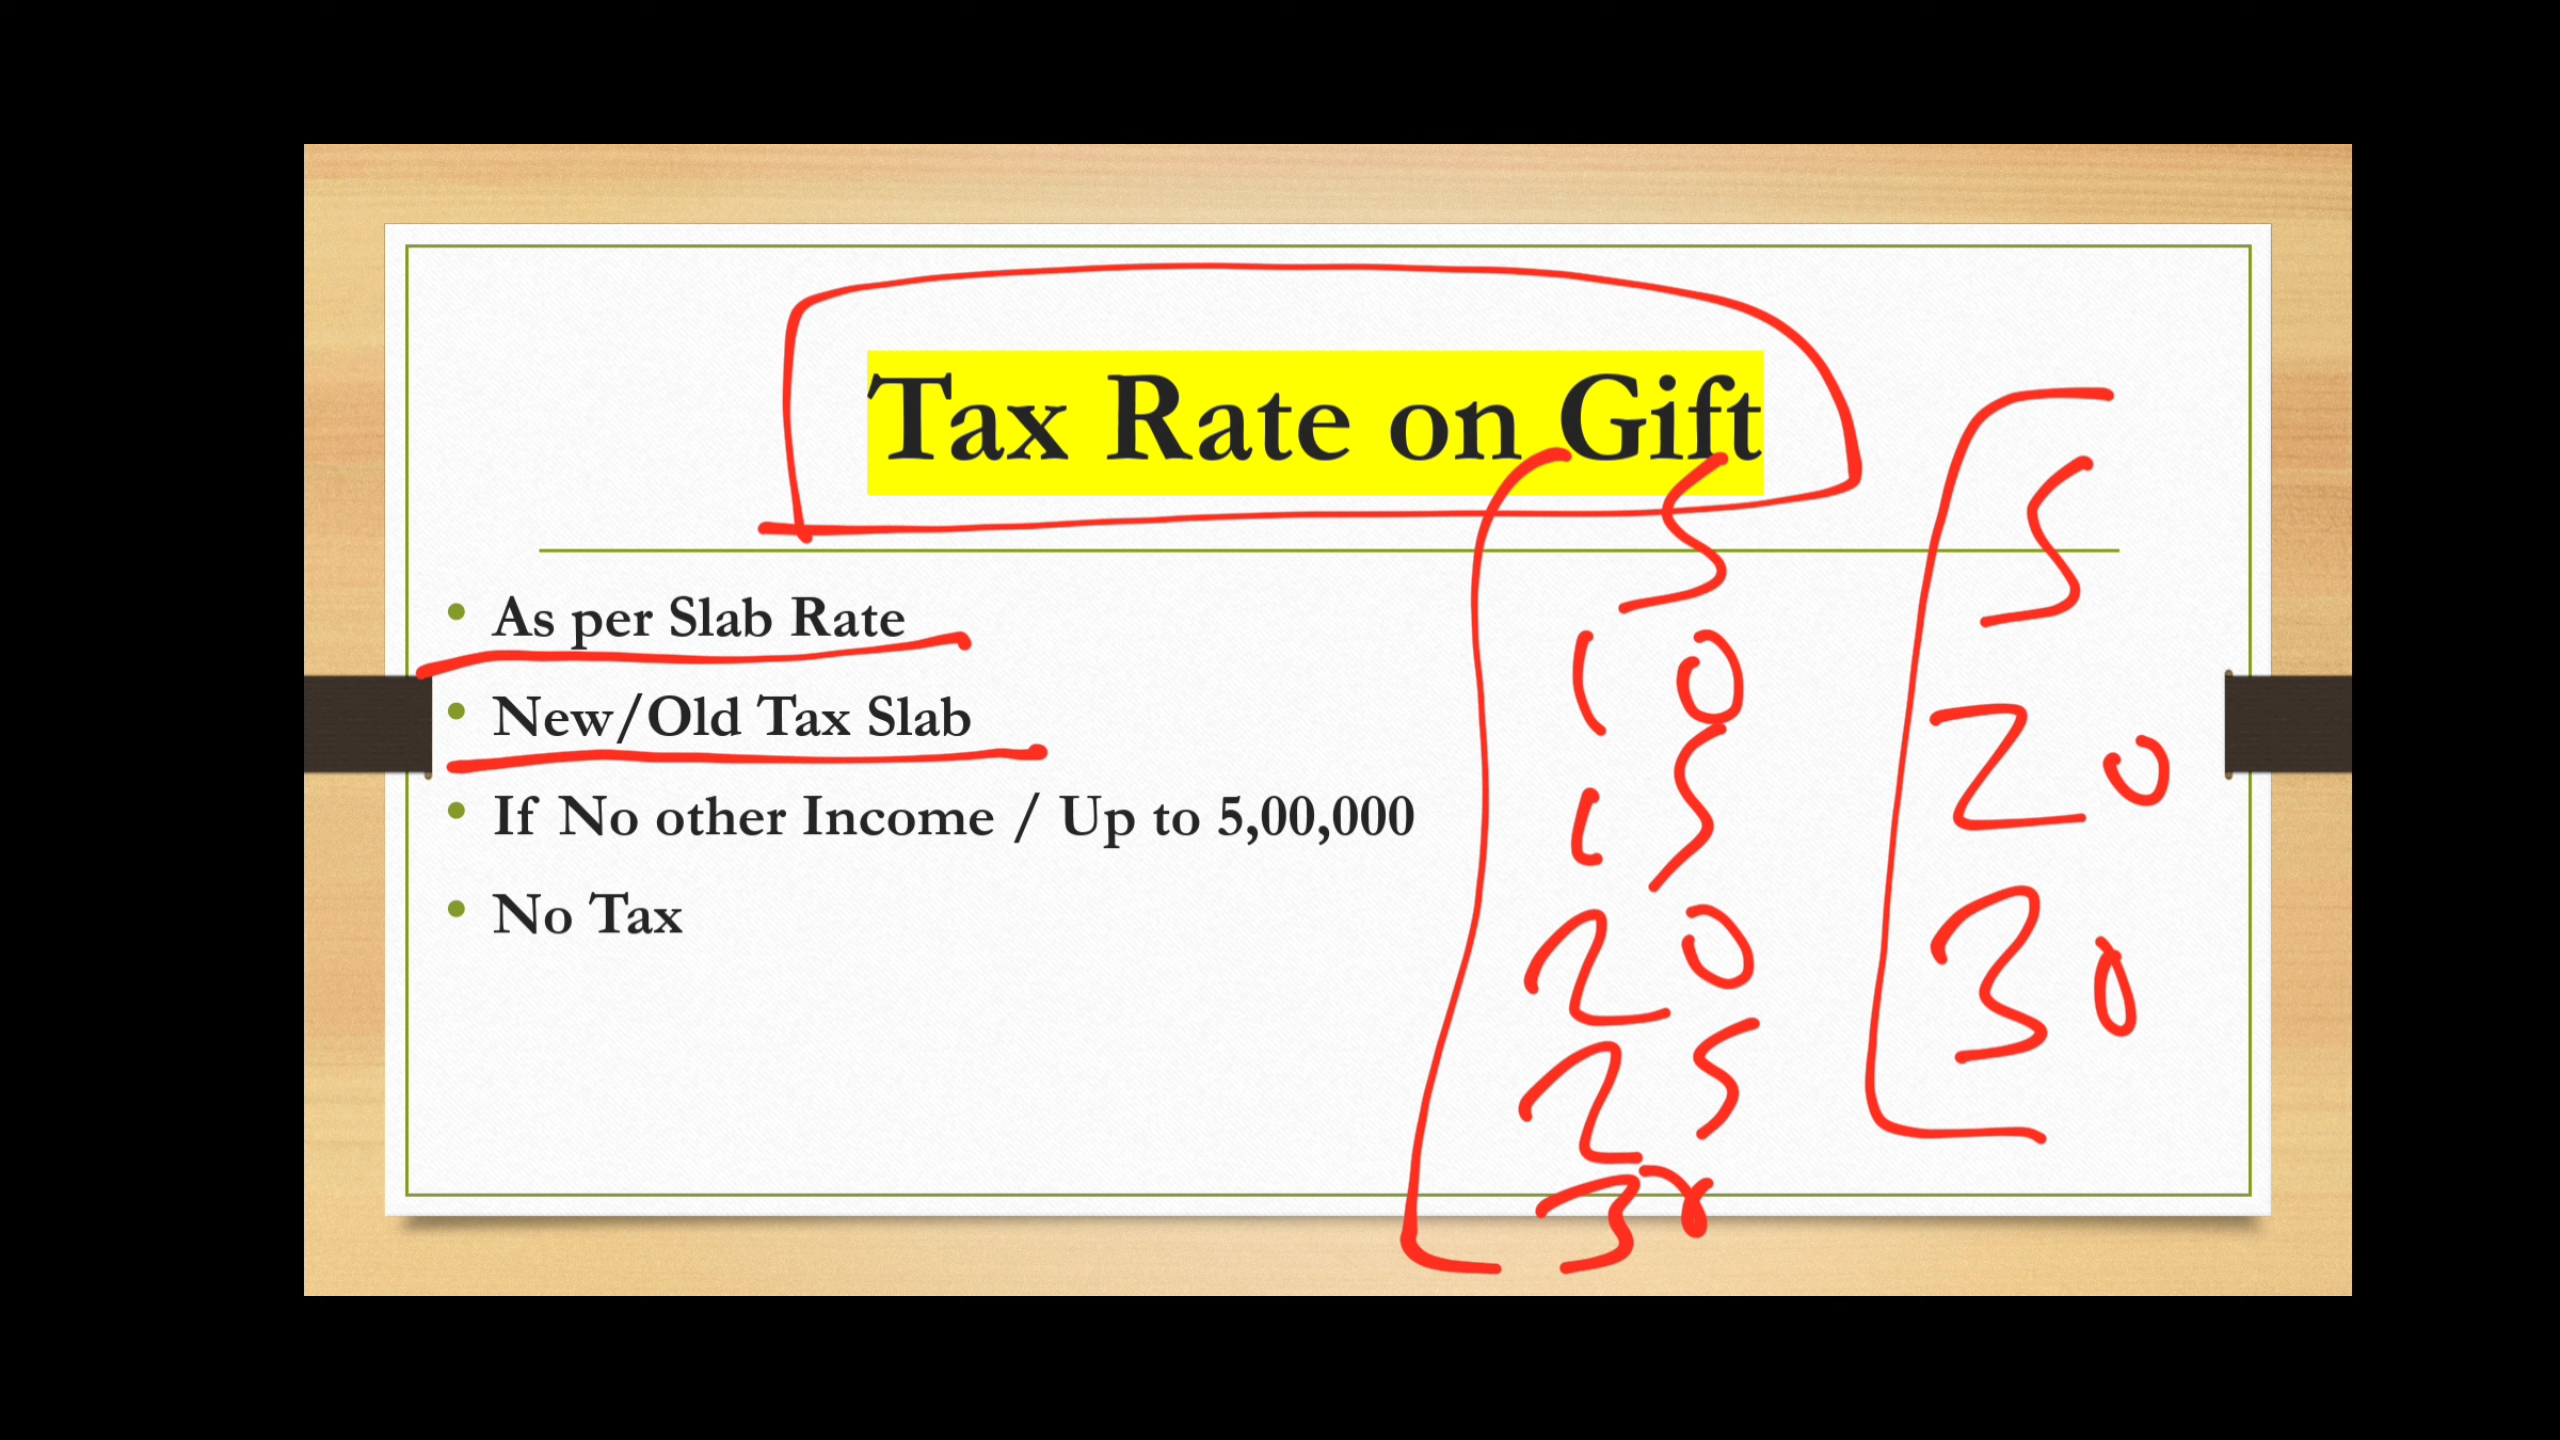 Tax Rate on Gift
• As per Slab Rate
• New/Old Tax Slab
• If No other Income / Up to 5,00,000
• No Tax
5
10
15
20
25
30
5
20
30